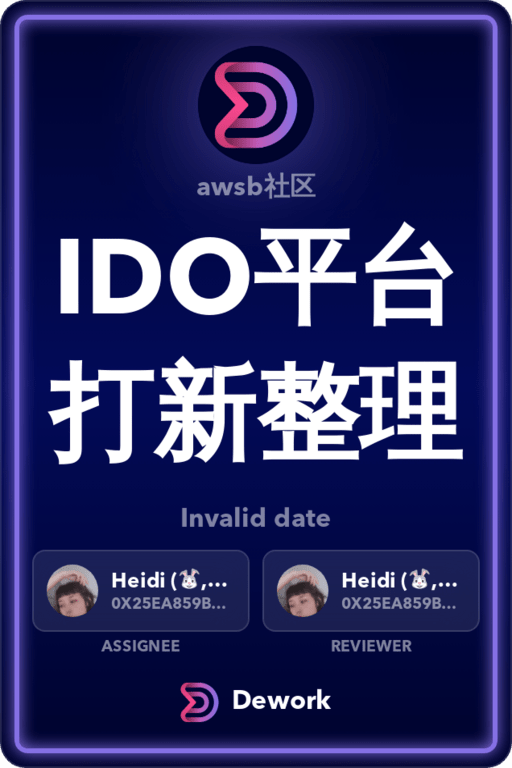 awsb社区
IDO平台
打新整理
Invalid date
Heidi (🐰,...
0X25EA859B...
ASSIGNEE
Heidi (🐰,...
0X25EA859B...
REVIEWER
Dework